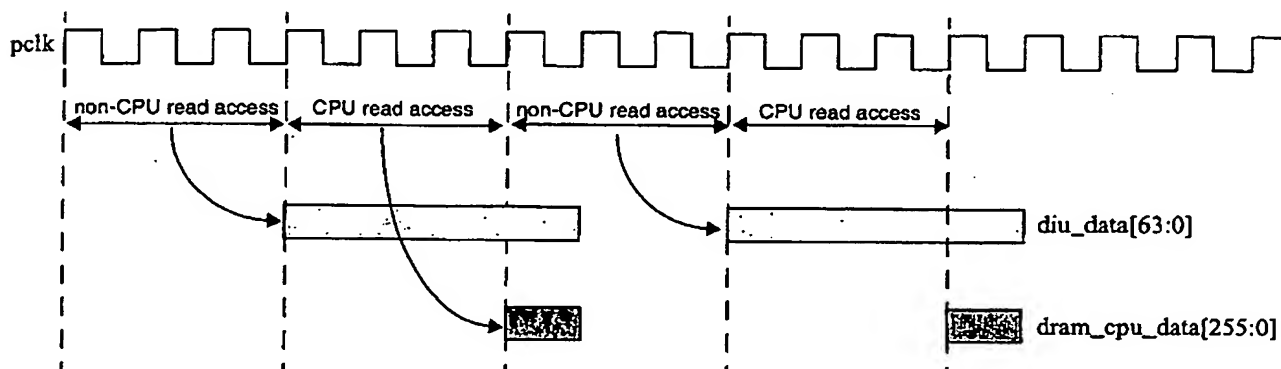 pclk
non-CPU read access CPU read access non-CPU read access CPU read access
diu_data[63:0]
dram_cpu_data[255:0]